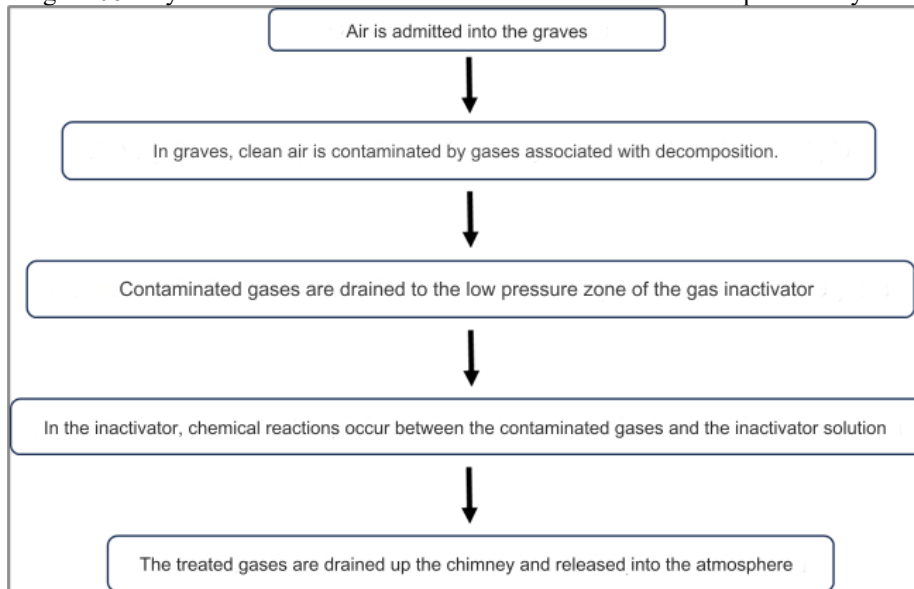 Air is admitted into the graves
In graves, clean air is contaminated by gases associated with decomposition.
Contaminated gases are drained to the low pressure zone of the gas inactivator
In the inactivator, chemical reactions occur between the contaminated gases and the inactivator solution
The treated gases are drained up the chimney and released into the atmosphere